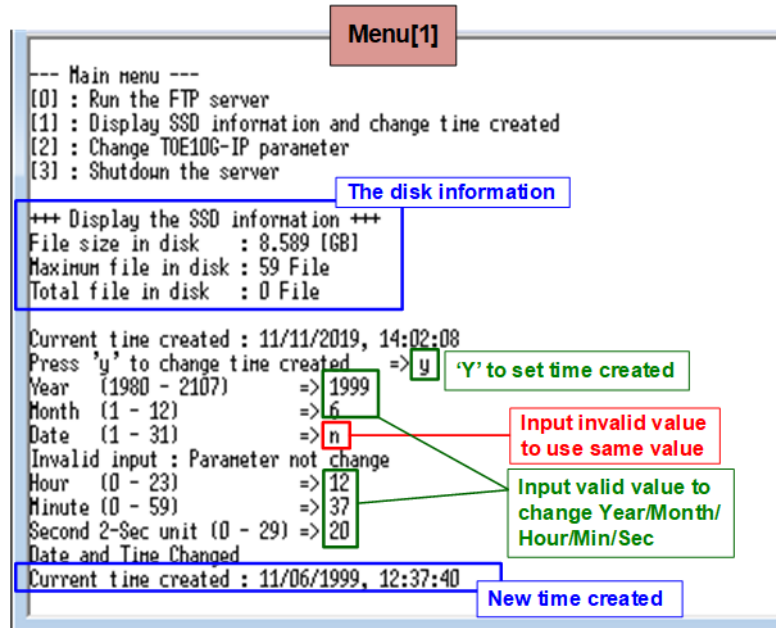 Menu[1]
--- Main menu ---
[0] : Run the FTP server
[1] : Display SSD information and change time created
[2] : Change TOE10G-IP parameter
[3] : Shutdown the server
The disk information
+++ Display the SSD information +++
File size in disk : 8.589 [GB]
Maximum file in disk : 59 File
Total file in disk : 0 File
Current time created : 11/11/2019, 14:02:08
Press 'y' to change time created => y
'Y' to set time created
Year (1980 - 2107) => 1999
Month (1 - 12) => 6
Date (1 - 31) => n
Input invalid value
to use same value
Invalid input : Parameter not change
Hour (0 - 23) => 12
Minute (0 - 59) => 37
Second 2-Sec unit (0 - 29) => 20
Input valid value to
change Year/Month/
Hour/Min/Sec
Date and Time Changed
Current time created : 11/06/1999, 12:37:40
New time created